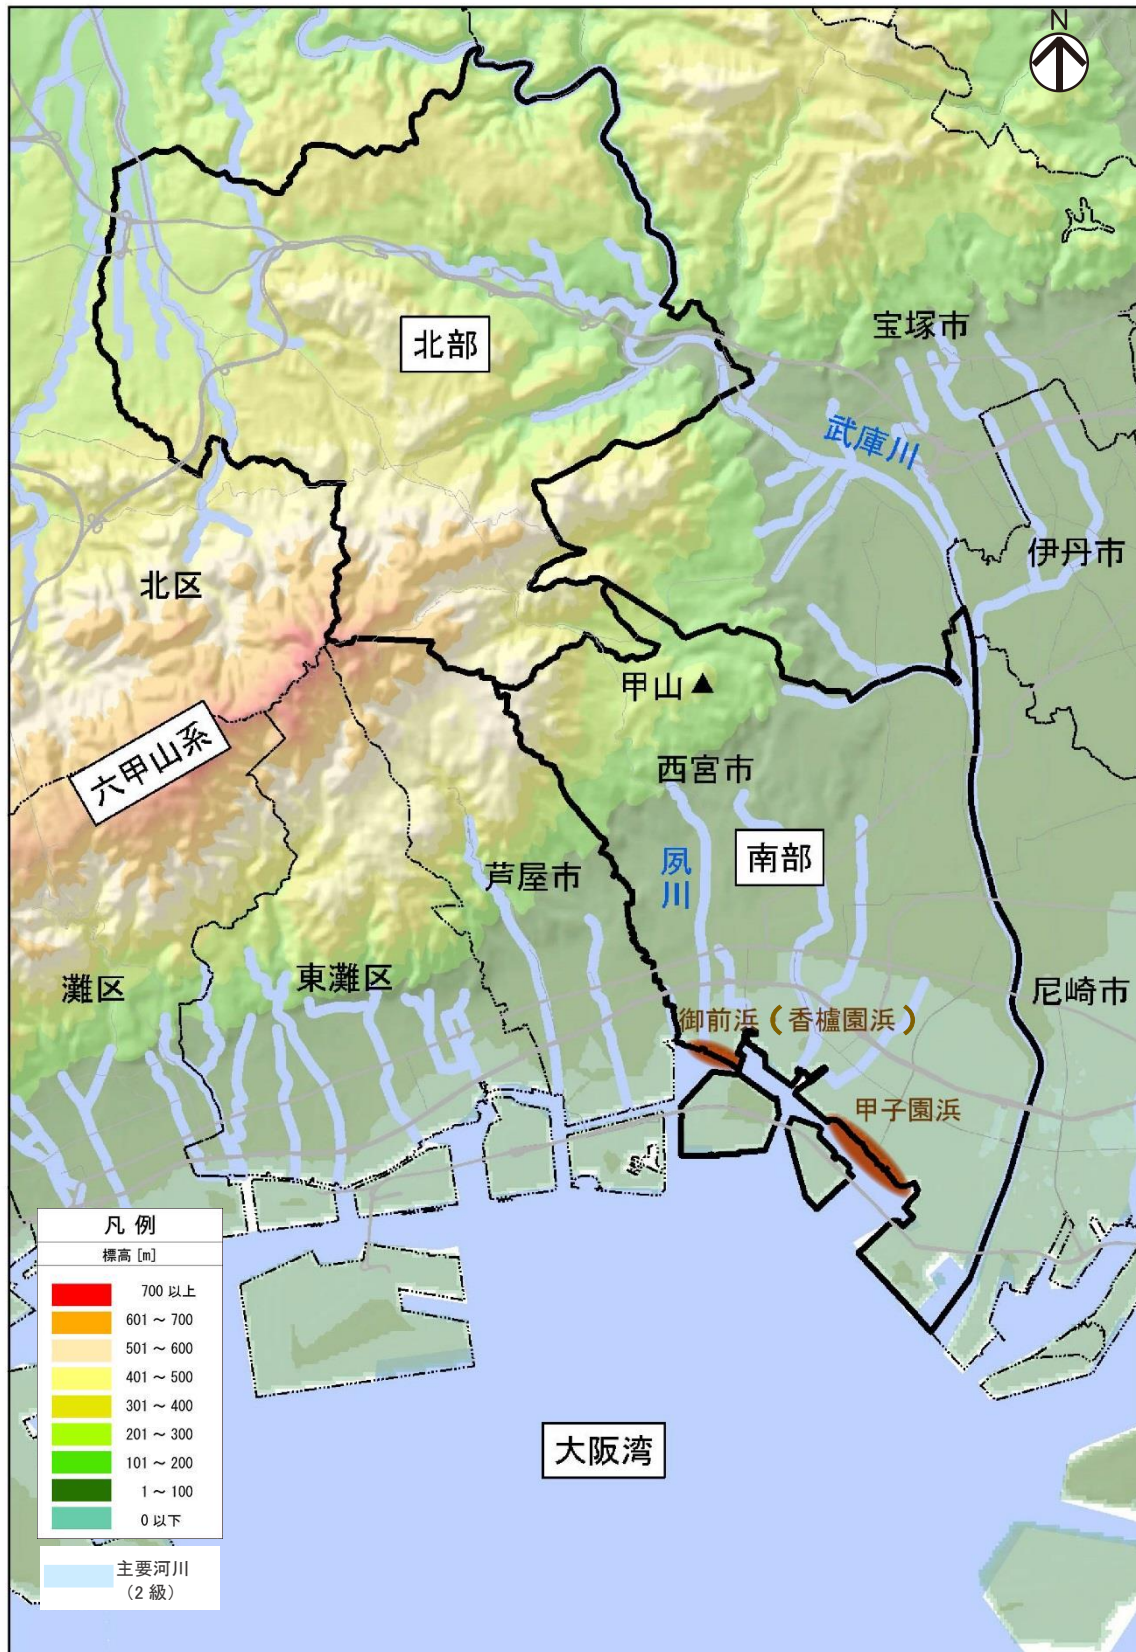 N
北部
宝塚市
武庫川
伊丹市
北区
甲山▲
六甲山系
西宮市
南部
夙川
芦屋市
東灘区
灘区
尼崎市
御前浜(香櫨園浜)
甲子園浜
大阪湾
凡 例
標高 [m]
700 以上
601 ～ 700
501 ～ 600
401 ～ 500
301 ～ 400
201 ～ 300
101 ～ 200
1 ～ 100
0 以下
主要河川
(2 級)